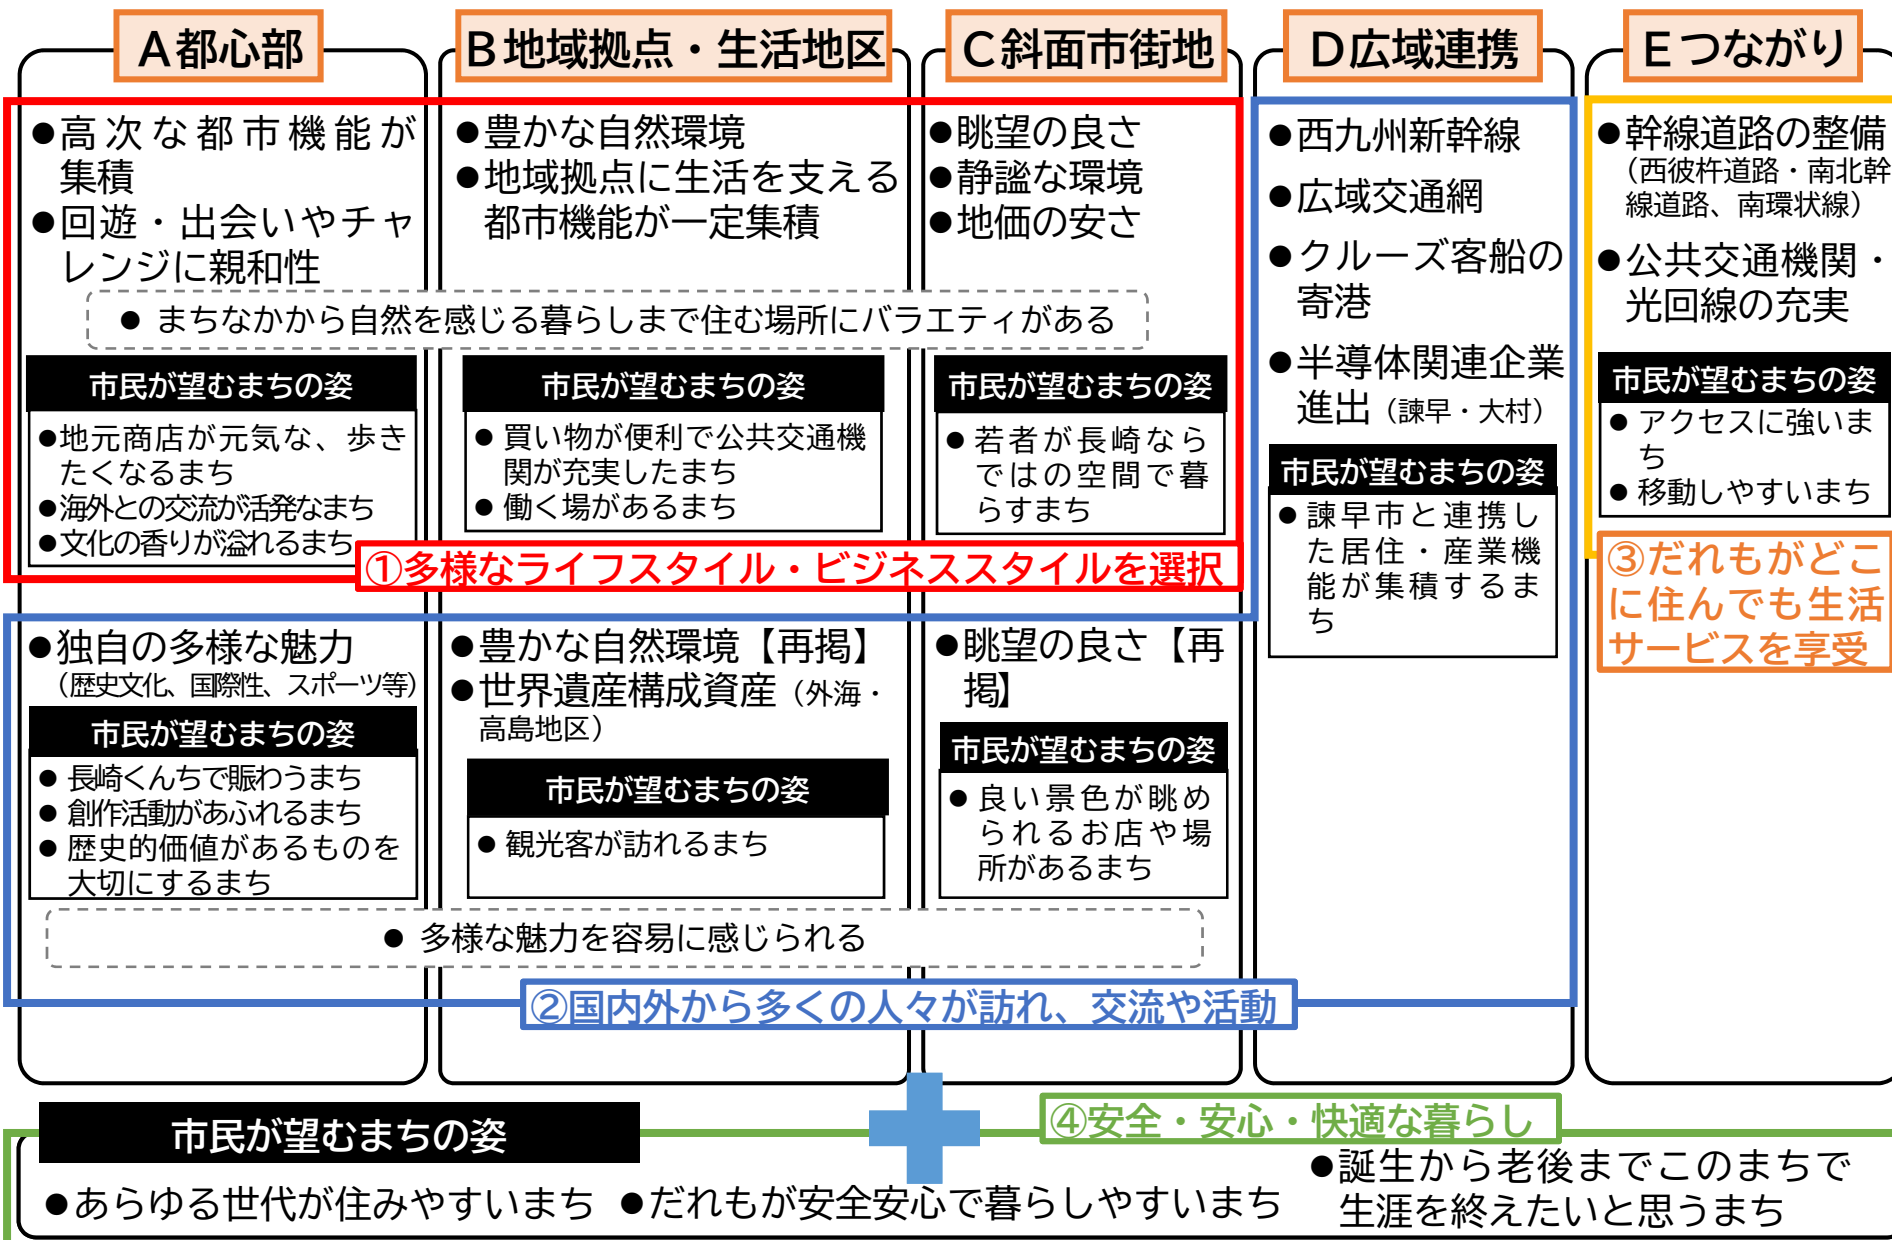 A都心部
●高次な都市機能が
集積
●回遊・出会いやチャ
レンジに親和性
B地域拠点・生活地区
●豊かな自然環境
●地域拠点に生活を支える
都市機能が一定集積
C斜面市街地
●眺望の良さ
●静謐な環境
●地価の安さ
● まちなかから自然を感じる暮らしまで住む場所にバラエティがある
市民が望むまちの姿
●地元商店が元気な、歩き
たくなるまち
●海外との交流が活発なまち
●文化の香りが溢れるまち
市民が望むまちの姿
● 買い物が便利で公共交通機
関が充実したまち
● 働く場があるまち
市民が望むまちの姿
● 若者が長崎なら
ではの空間で暮
らすまち
①多様なライフスタイル・ビジネススタイルを選択
●独自の多様な魅力
（歴史文化、国際性、スポーツ等）
市民が望むまちの姿
● 長崎くんちで賑わうまち
● 創作活動があふれるまち
● 歴史的価値があるものを
大切にするまち
●豊かな自然環境【再掲】
●世界遺産構成資産（外海・
高島地区）
市民が望むまちの姿
● 観光客が訪れるまち
●眺望の良さ【再
掲】
市民が望むまちの姿
● 良い景色が眺め
られるお店や場
所があるまち
● 多様な魅力を容易に感じられる
D広域連携
●西九州新幹線
●広域交通網
●クルーズ客船の
寄港
●半導体関連企業
進出（諫早・大村）
市民が望むまちの姿
● 諫早市と連携し
た居住・産業機
能が集積するま
ち
②国内外から多くの人々が訪れ、交流や活動
Eつながり
●幹線道路の整備
（西彼杵道路・南北幹
線道路、南環状線）
●公共交通機関・
光回線の充実
市民が望むまちの姿
● アクセスに強いま
ち
● 移動しやすいまち
③だれもがどこ
に住んでも生活
サービスを享受
④安全・安心・快適な暮らし
市民が望むまちの姿
●あらゆる世代が住みやすいまち
●だれもが安全安心で暮らしやすいまち
●誕生から老後までこのまちで
生涯を終えたいと思うまち